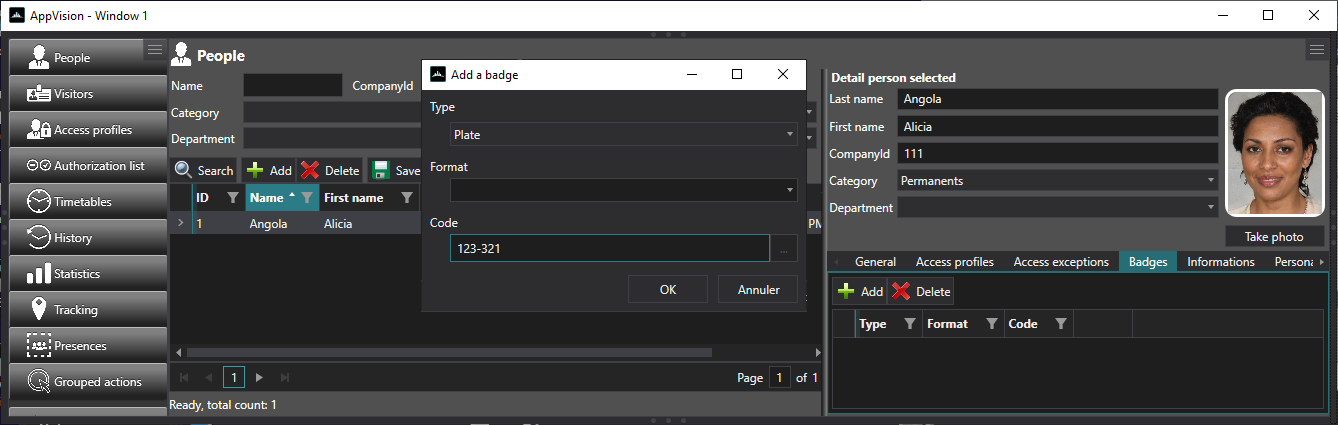 AppVision - Window 1
People
Visitors
Access profiles
Authorization list
Timetables
History
Statistics
Tracking
Presences
Grouped actions
People
Name
CompanyId
Category
Department
Search
Add
Delete
Save
ID
Name
First name
1
Angola
Alicia
PM
Page 1 of 1
1
Ready, total count: 1
Add a badge
Type
Plate
Format
Code
123-321
...
OK
Annuler
Detail person selected
Last name
Angola
First name
Alicia
CompanyId
111
Category
Permanents
Department
Take photo
General
Access profiles
Access exceptions
Badges
Informations
Persona
Add
Delete
Type
Format
Code